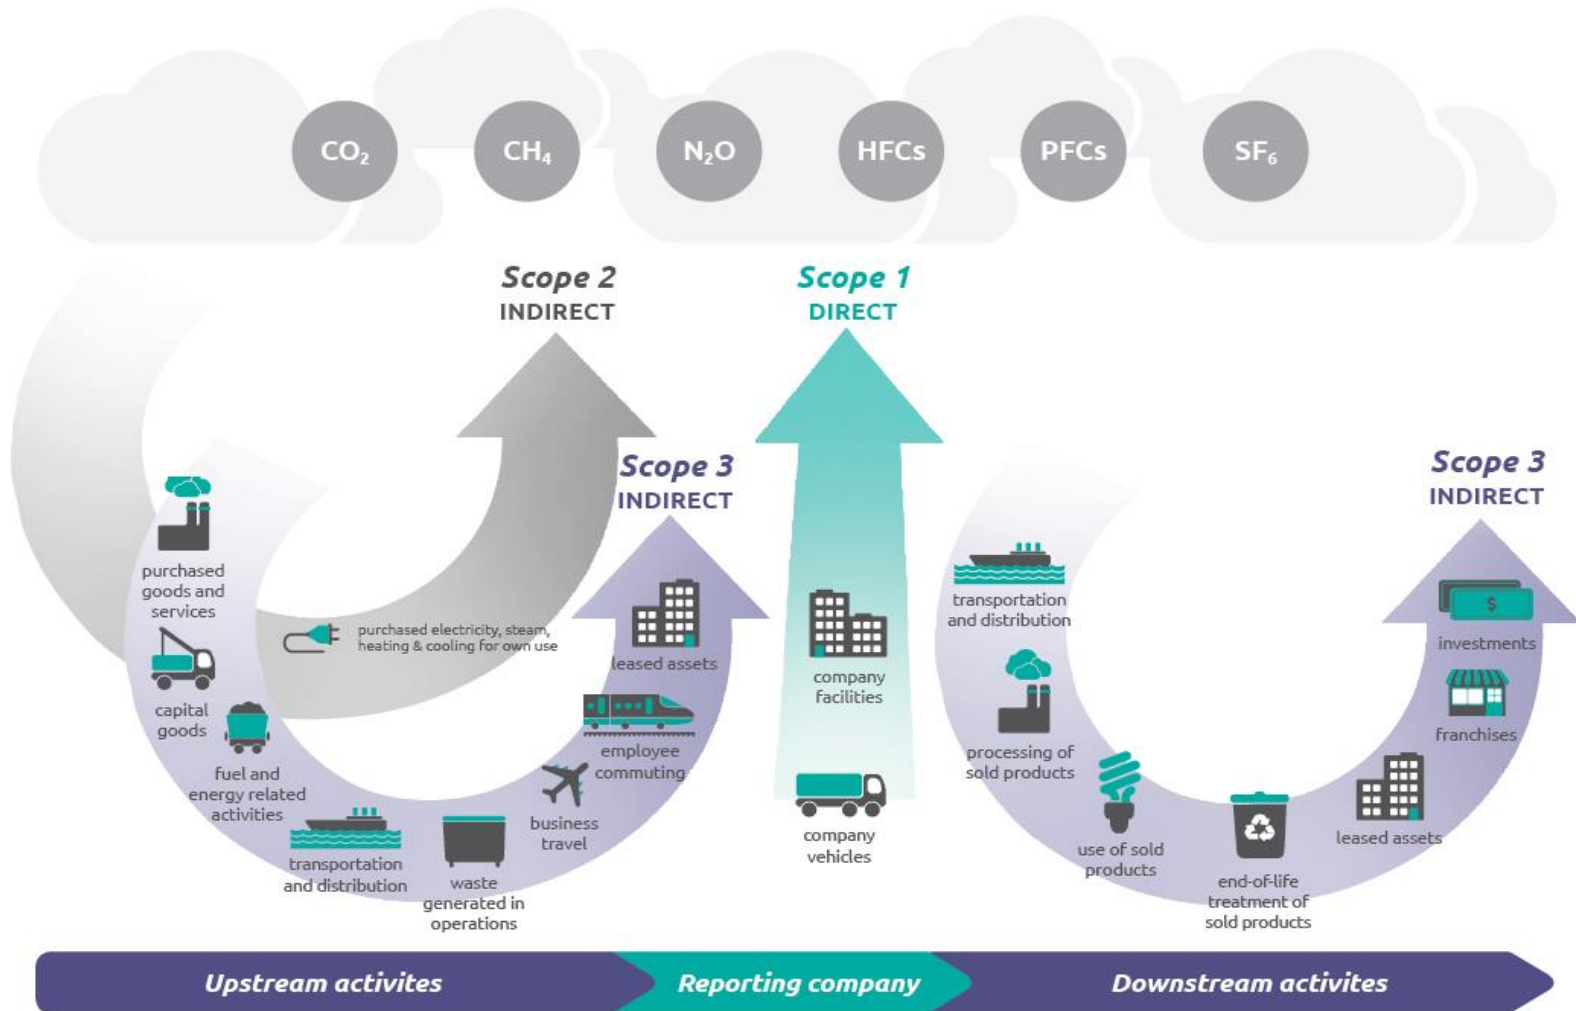 CO₂
CH₄
N₂O
HFCs
PFCs
SF₆
Scope 2
INDIRECT
Scope 1
DIRECT
Scope 3
INDIRECT
Scope 3
INDIRECT
purchased
goods and
services
capital
goods
fuel and
energy related
activities
purchased electricity, steam,
heating & cooling for own use
transportation
and distribution
waste
generated in
operations
business
travel
employee
commuting
leased assets
company
facilities
company
vehicles
transportation
and distribution
processing of
sold products
use of sold
products
end-of-life
treatment of
sold products
leased assets
franchises
$
investments
Upstream activites
Reporting company
Downstream activites